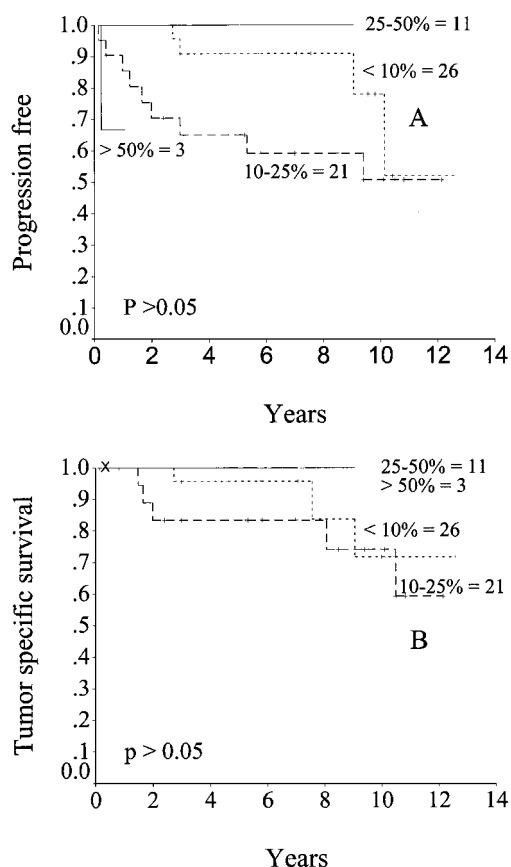 Progression free
1.0
.9
.8
.7
.6
.5
.4
.3
.2
.1
0.0
25-50% = 11
< 10% = 26
A
> 50% = 3
10-25% = 21
P >0.05
0 2 4 6 8 10 12 14
Years
Tumor specific survival
1.0
.9
.8
.7
.6
.5
.4
.3
.2
.1
0.0
X
25-50% = 11
> 50% = 3
< 10% = 26
10-25% = 21
B
p > 0.05
0 2 4 6 8 10 12 14
Years